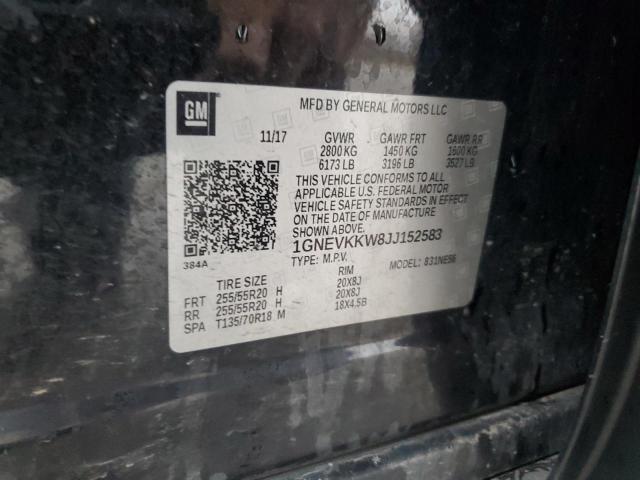 GM
MFD BY GENERAL MOTORS LLC
11/17 GVWR GAWR FRT GAWR RR
2800 KG 1450 KG 1600 KG
6173 LB 3196 LB 3527 LB
THIS VEHICLE CONFORMS TO ALL
APPLICABLE U.S. FEDERAL MOTOR
VEHICLE SAFETY STANDARDS IN EFFECT
ON THE DATE OF MANUFACTURE
SHOWN ABOVE.
1GNEVKKW8JJ152583
384A TYPE: M.P.V. MODEL: 831NE56
TIRE SIZE RIM
FRT 255/55R20 H 20X8J
RR 255/55R20 H 20X8J
SPA T135/70R18 M 18X4.5B